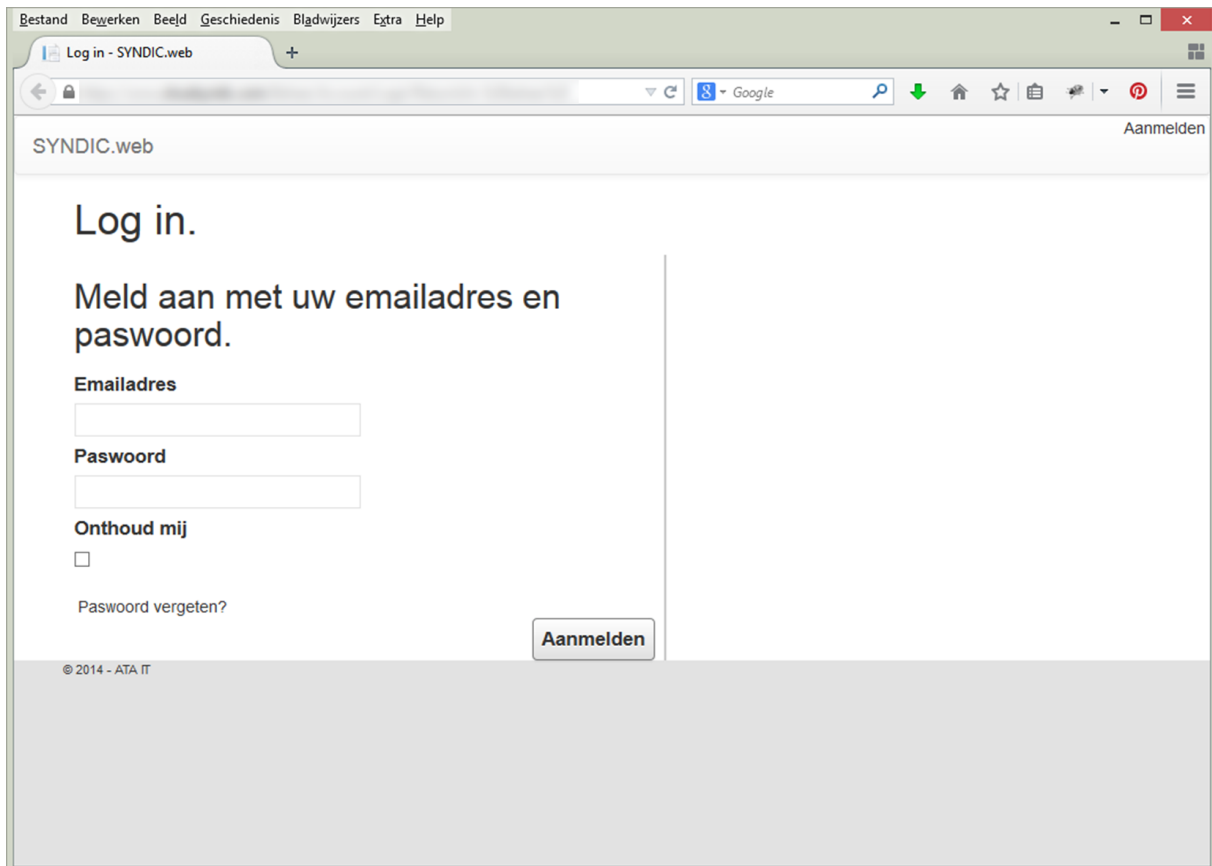 Bestand Bewerken Beeld Geschiedenis Bladwijzers Extra Help
Log in - SYNDIC.web
8 Google
Aanmelden
SYNDIC.web
Log in.
Meld aan met uw emailadres en
paswoord.
Emailadres
Paswoord
Onthoud mij
Paswoord vergeten?
Aanmelden
© 2014 - ATA IT